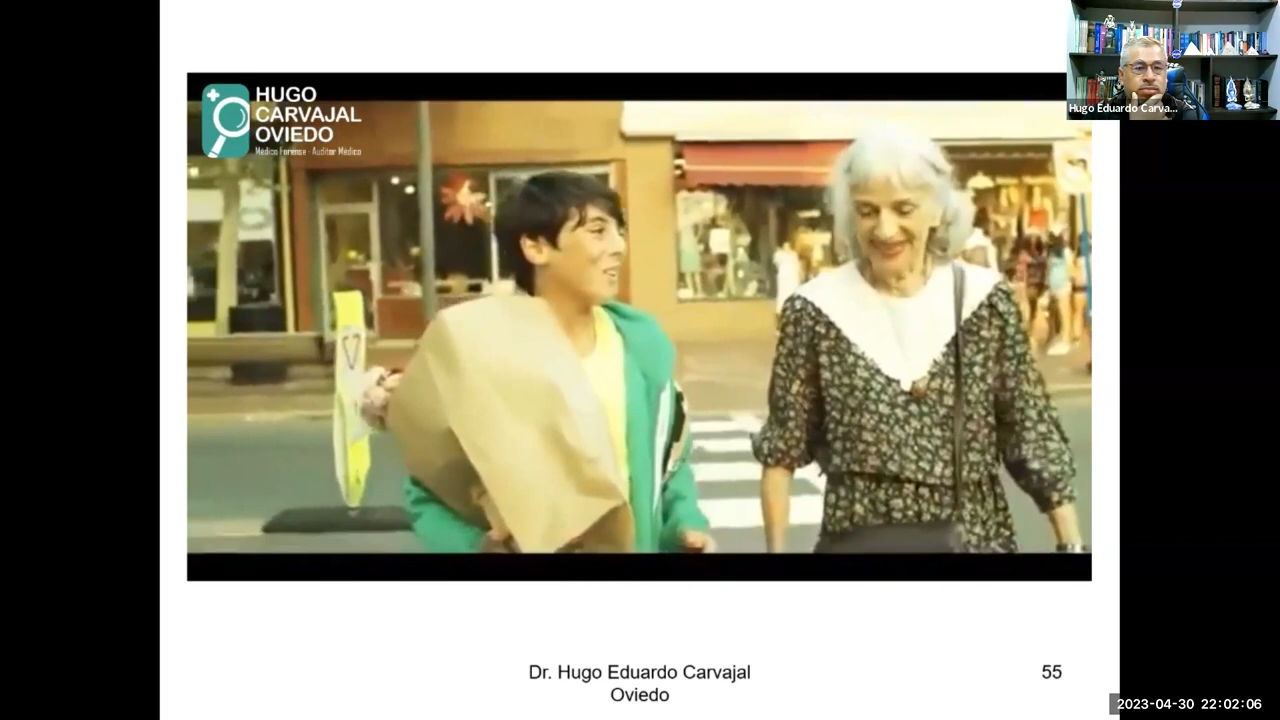 HUGO
CARVAJAL
OVIEDO
Médico Forense - Auditor Médico
Hugo Eduardo Carva...
Dr. Hugo Eduardo Carvajal
Oviedo
55
2023-04-30 22:02:06